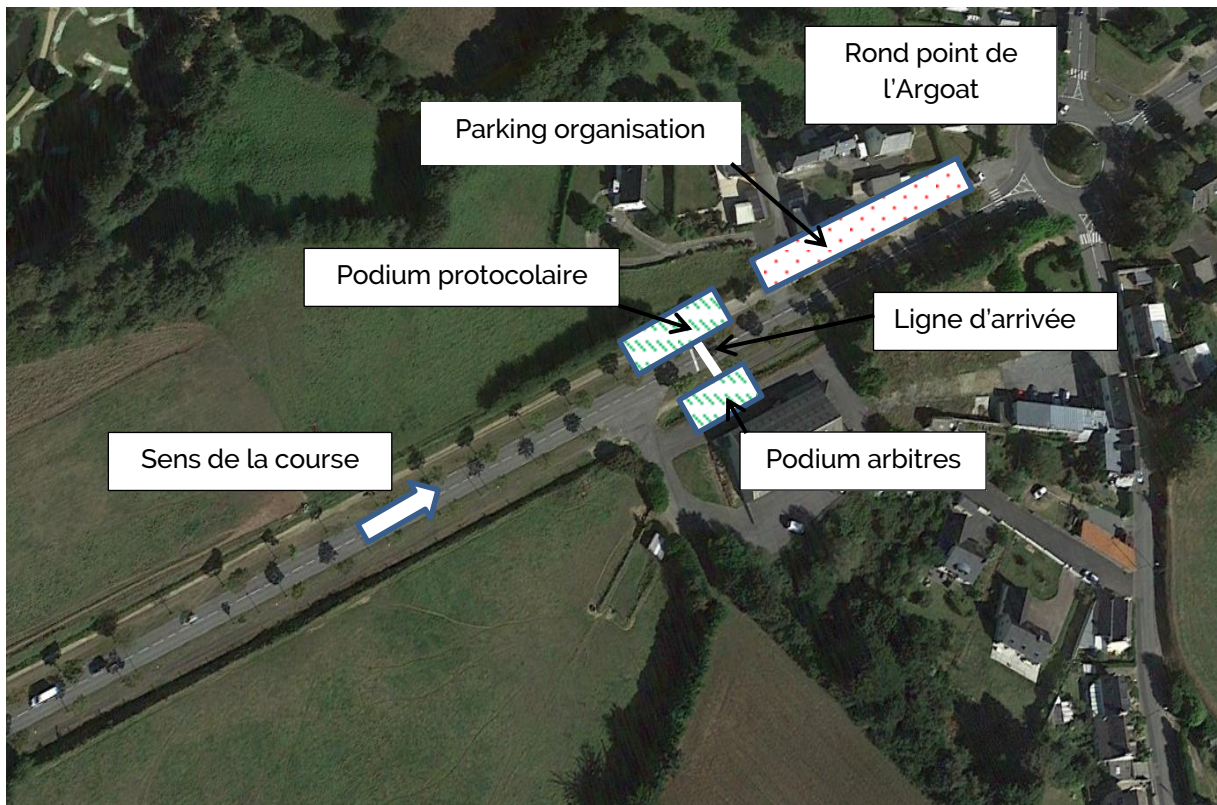 Rond point de
l'Argoat
Parking organisation
Podium protocolaire
Ligne d'arrivée
Sens de la course
Podium arbitres